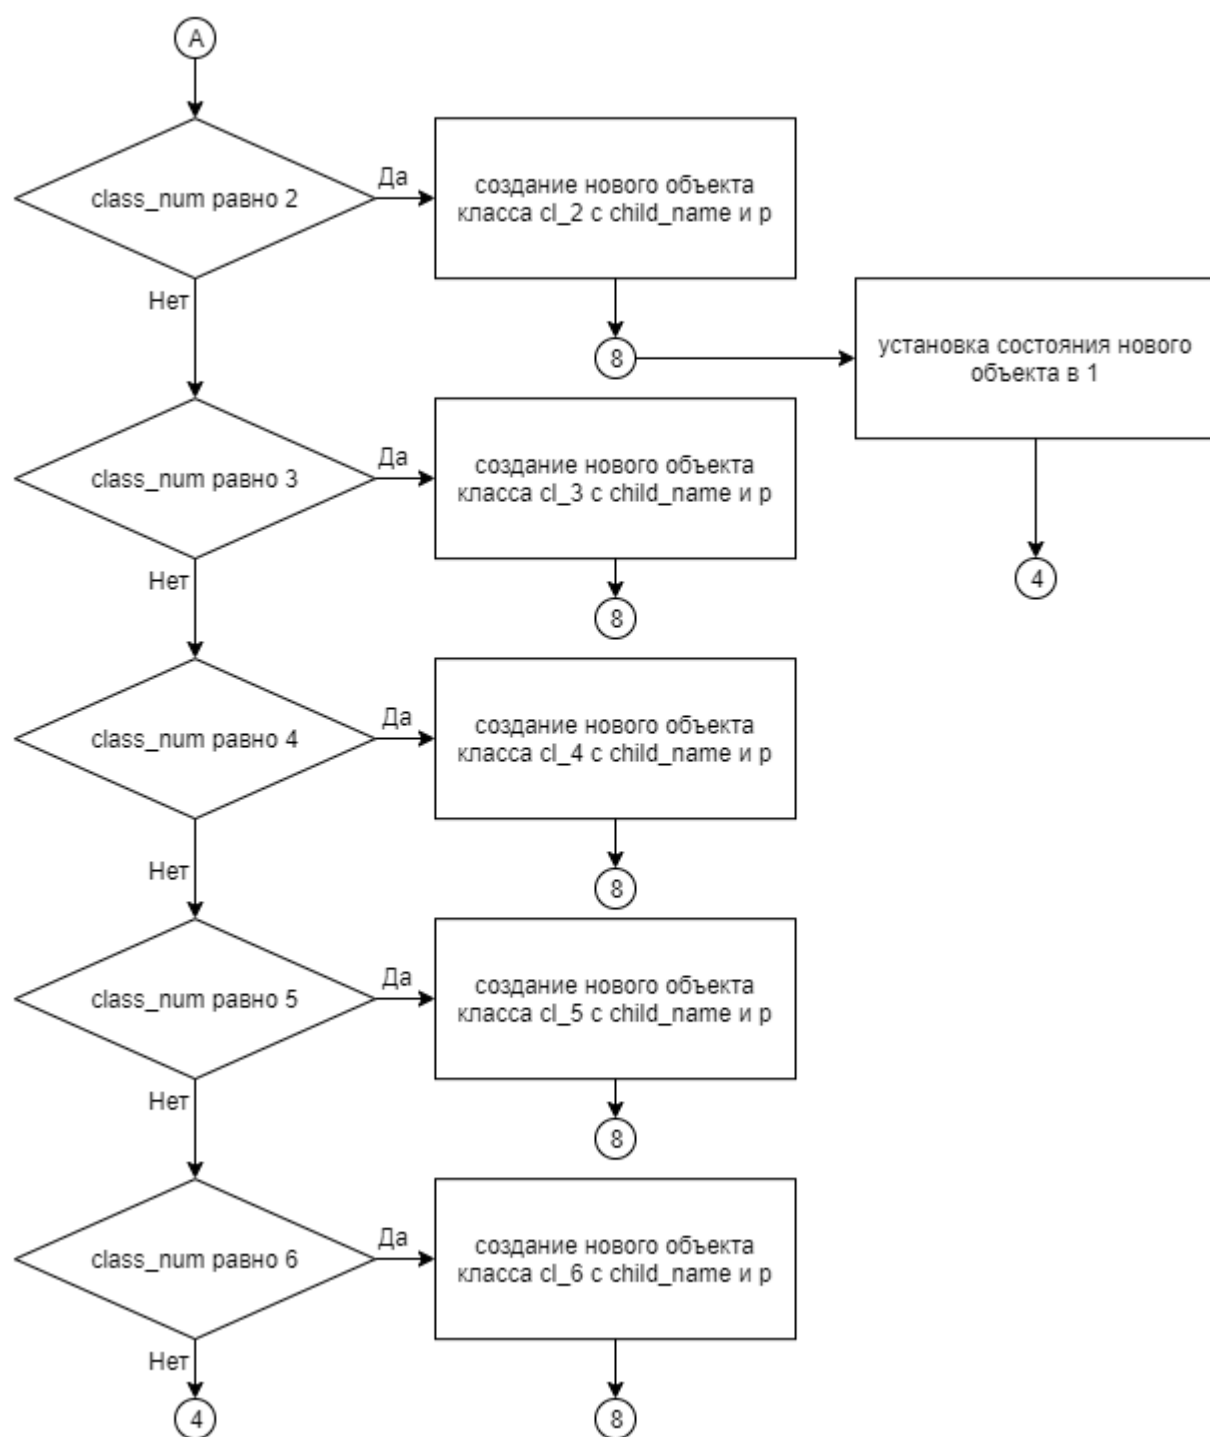 A
class_num равно 2
Да
создание нового объекта
класса cl_2 с child_name и p
Нет
8
установка состояния нового
объекта в 1
class_num равно 3
Да
создание нового объекта
класса cl_3 с child_name и p
Нет
8
4
class_num равно 4
Да
создание нового объекта
класса cl_4 с child_name и p
Нет
8
class_num равно 5
Да
создание нового объекта
класса cl_5 с child_name и p
Нет
8
class_num равно 6
Да
создание нового объекта
класса cl_6 с child_name и p
Нет
4
8